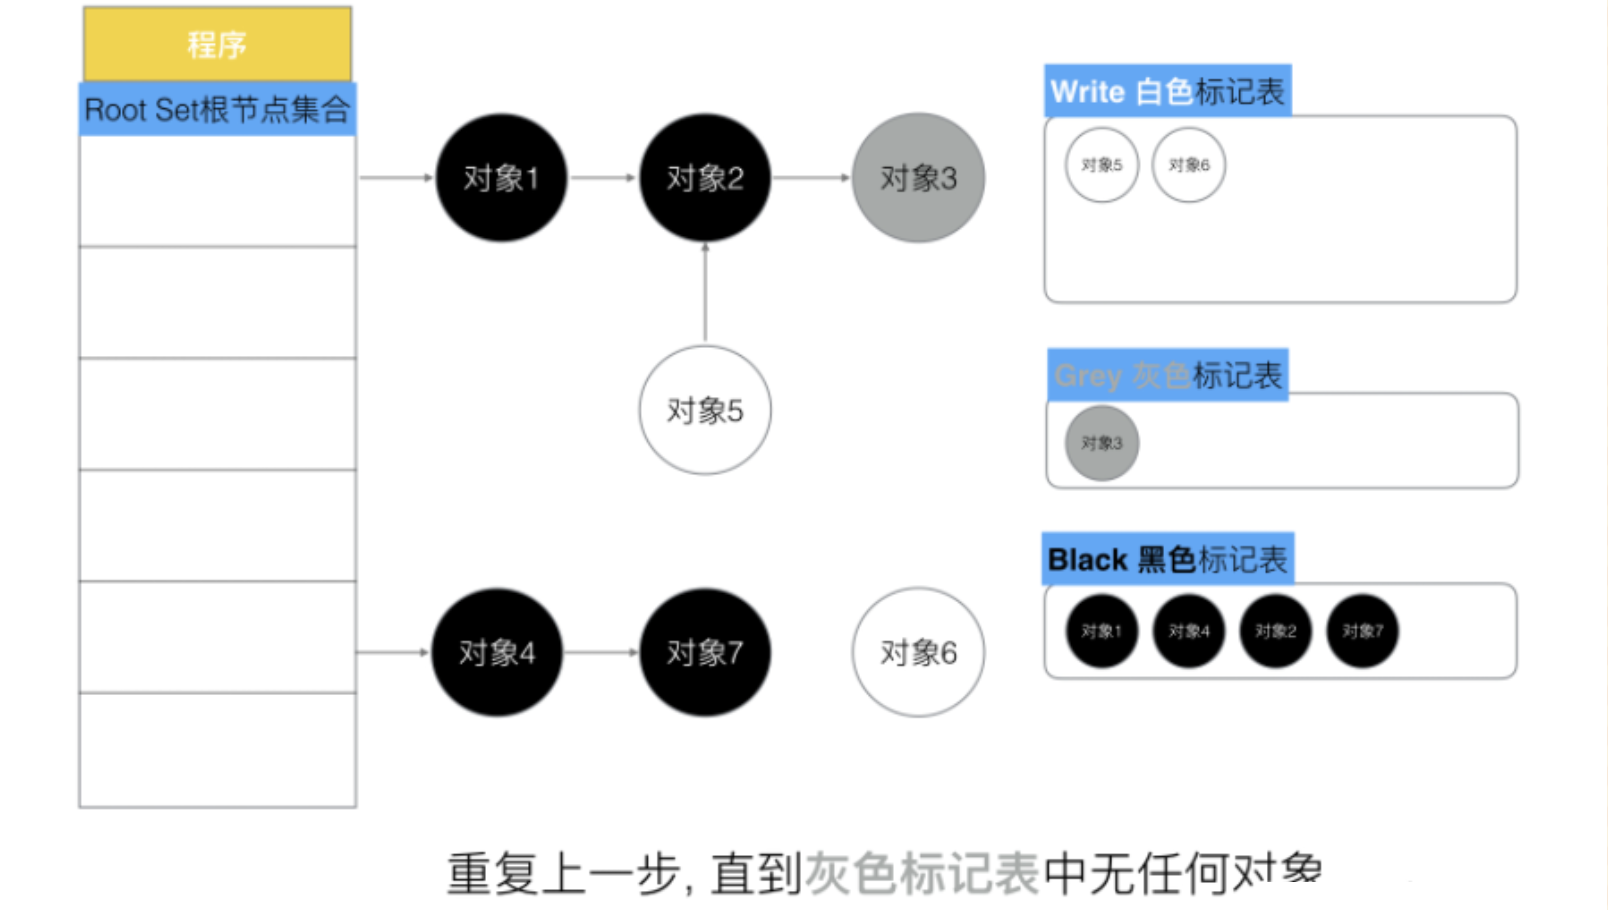 程序
Root Set根节点集合
对象1
对象2
对象3
对象5
对象4
对象7
对象6
Write 白色标记表
对象5
对象6
Grey 灰色标记表
对象3
Black 黑色标记表
对象1
对象4
对象2
对象7
重复上一步, 直到灰色标记表中无任何对象